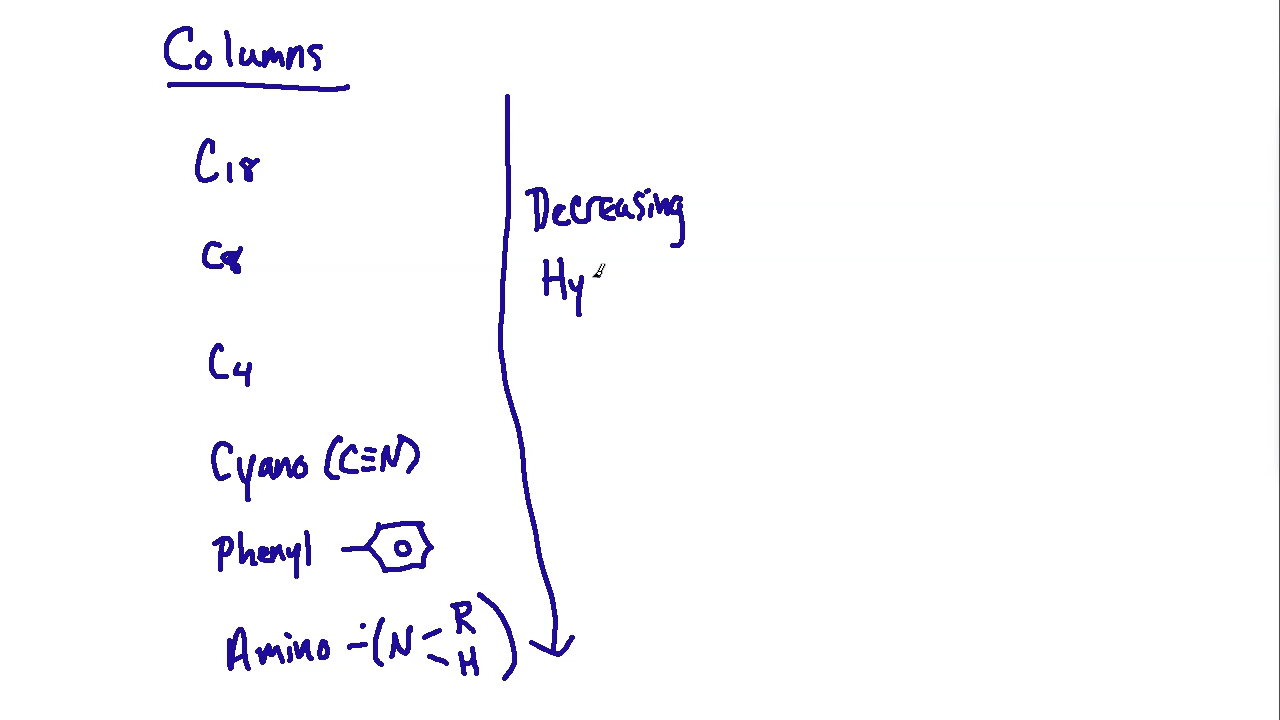 Columns
C18
C8
C4
Cyano (C≡N)
Phenyl
Amino -(N R H)
Decreasing
Hy